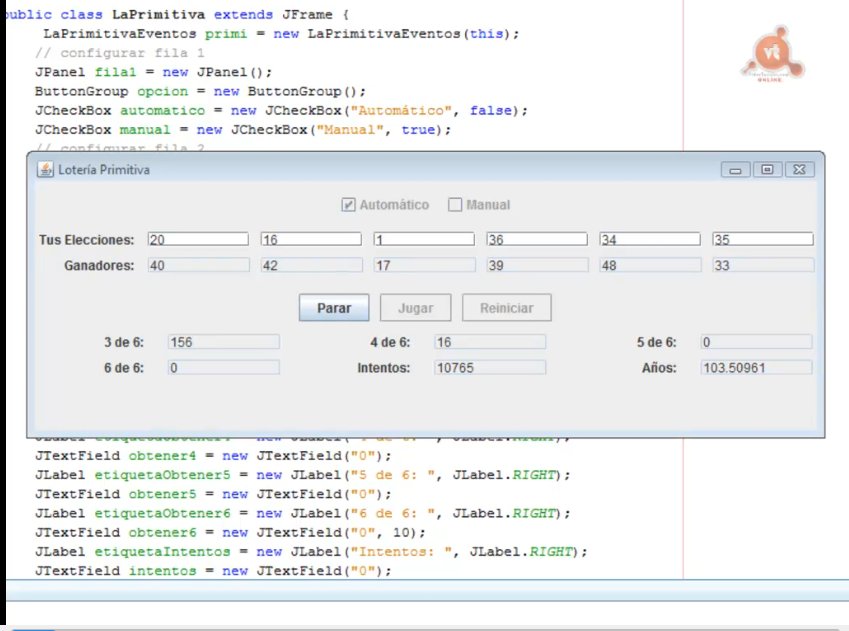 public class LaPrimitiva extends JFrame {
LaPrimitivaEventos primi = new LaPrimitivaEventos(this);
// configurar fila 1
JPanel fila1 = new JPanel();
ButtonGroup opcion = new ButtonGroup();
JCheckBox automatico = new JCheckBox("Automático", false);
JCheckBox manual = new JCheckBox("Manual", true);
// configurar fila 2
Lotería Primitiva
Automático Manual
Tus Elecciones: 20 16 1 36 34 35
Ganadores: 40 42 17 39 48 33
Parar Jugar Reiniciar
3 de 6: 156 4 de 6: 16 5 de 6: 0
6 de 6: 0 Intentos: 10765 Años: 103.50961
JTextField obtener4 = new JTextField("0");
JLabel etiquetaObtener5 = new JLabel("5 de 6: ", JLabel.RIGHT);
JTextField obtener5 = new JTextField("0");
JLabel etiquetaObtener6 = new JLabel("6 de 6: ", JLabel.RIGHT);
JTextField obtener6 = new JTextField("0", 10);
JLabel etiquetaIntentos = new JLabel("Intentos: ", JLabel.RIGHT);
JTextField intentos = new JTextField("0");
vt
ONLINE